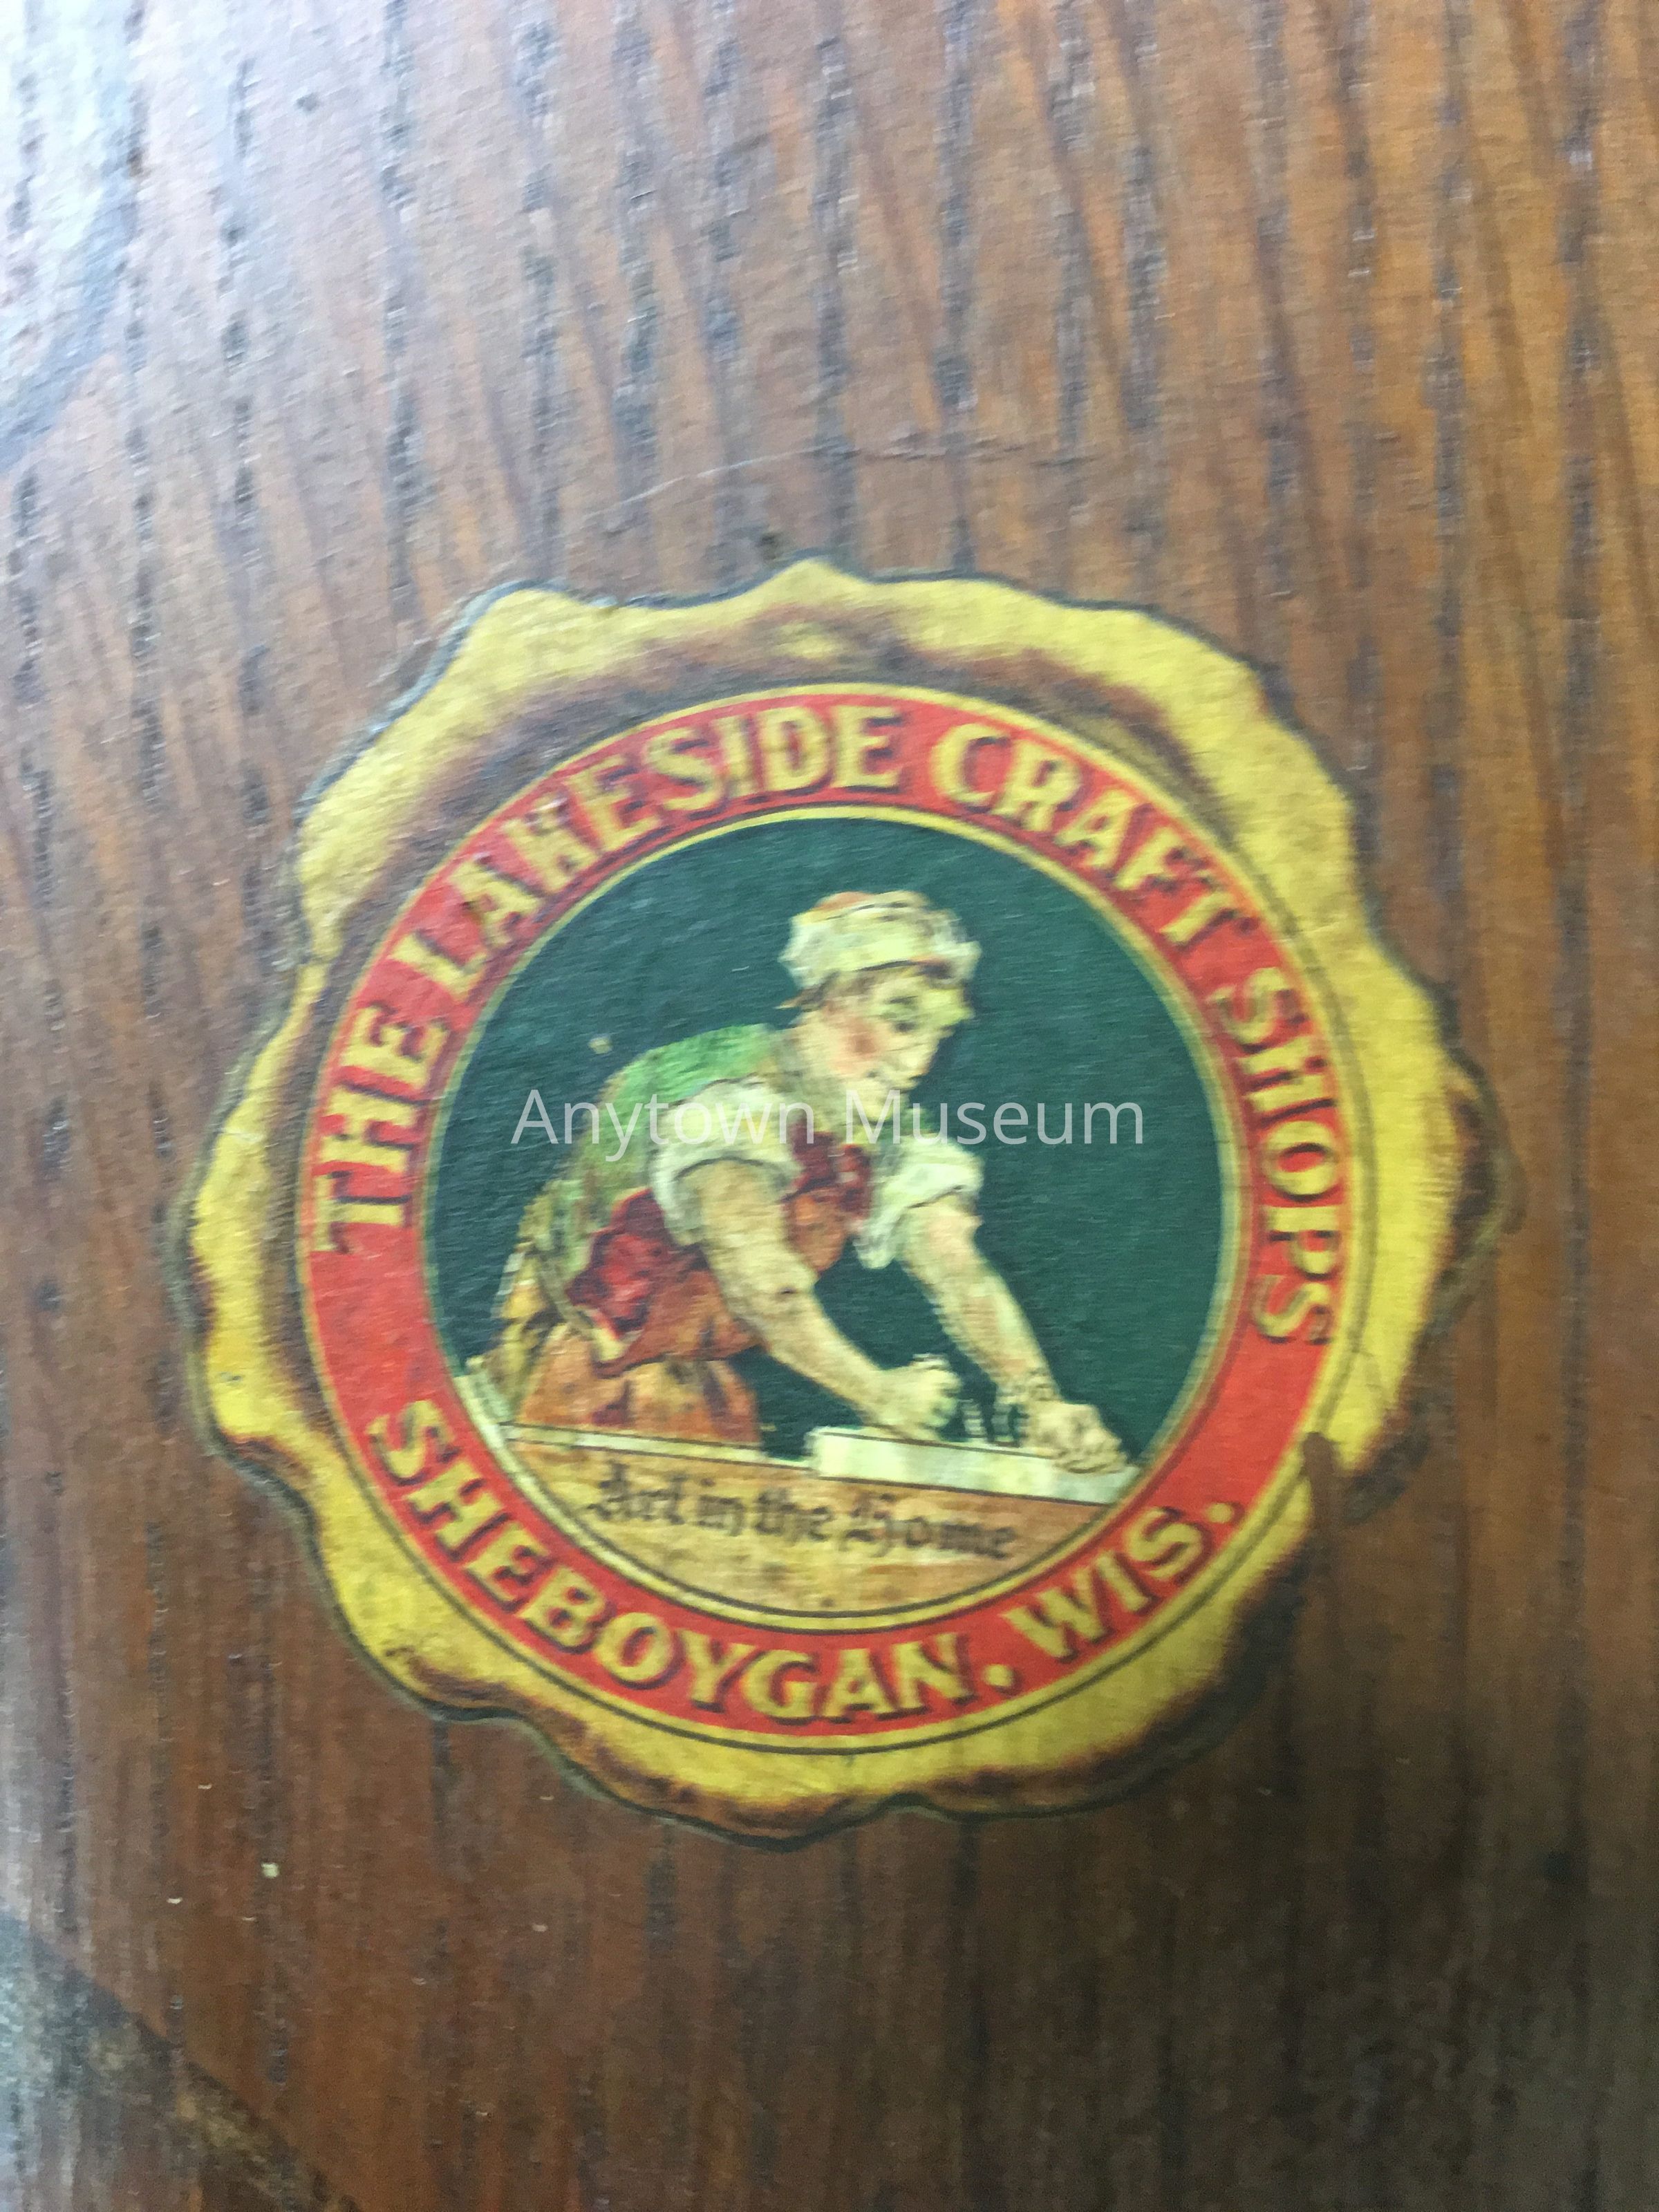 THE LAKESIDE CRAFT SHOPS
Anytown Museum
Art in the Home
SHEBOYGAN. WIS.